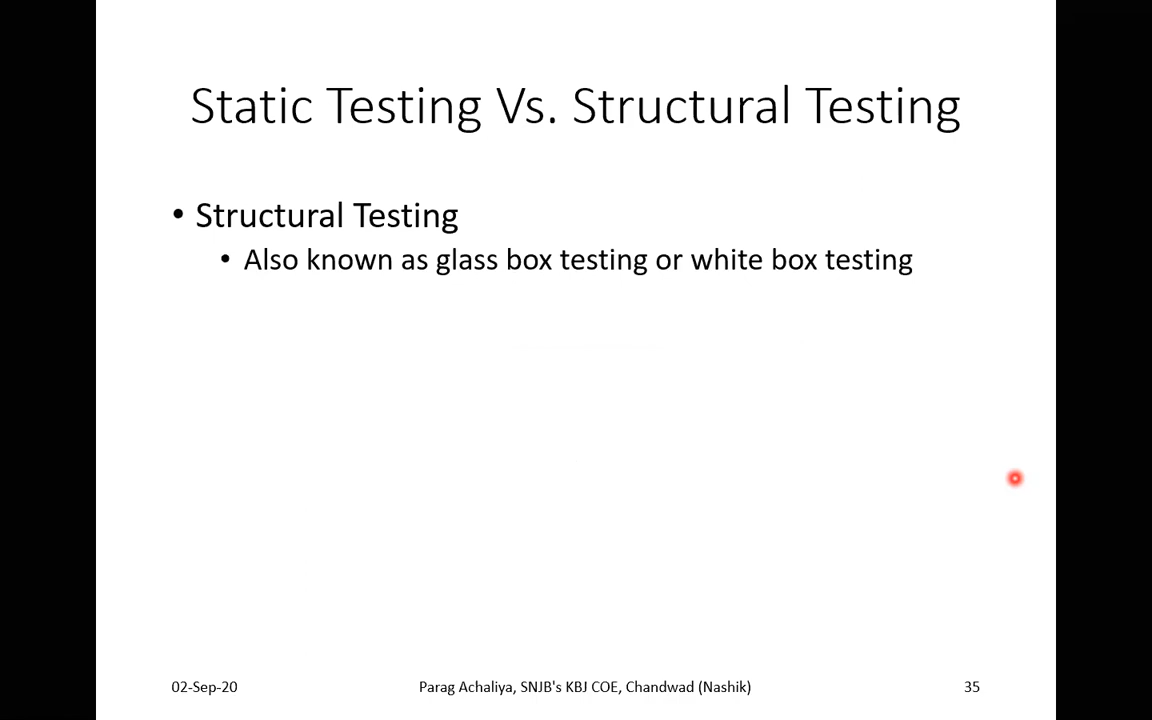 Static Testing Vs. Structural Testing
• Structural Testing
• Also known as glass box testing or white box testing
02-Sep-20
Parag Achaliya, SNJB's KBJ COE, Chandwad (Nashik)
35